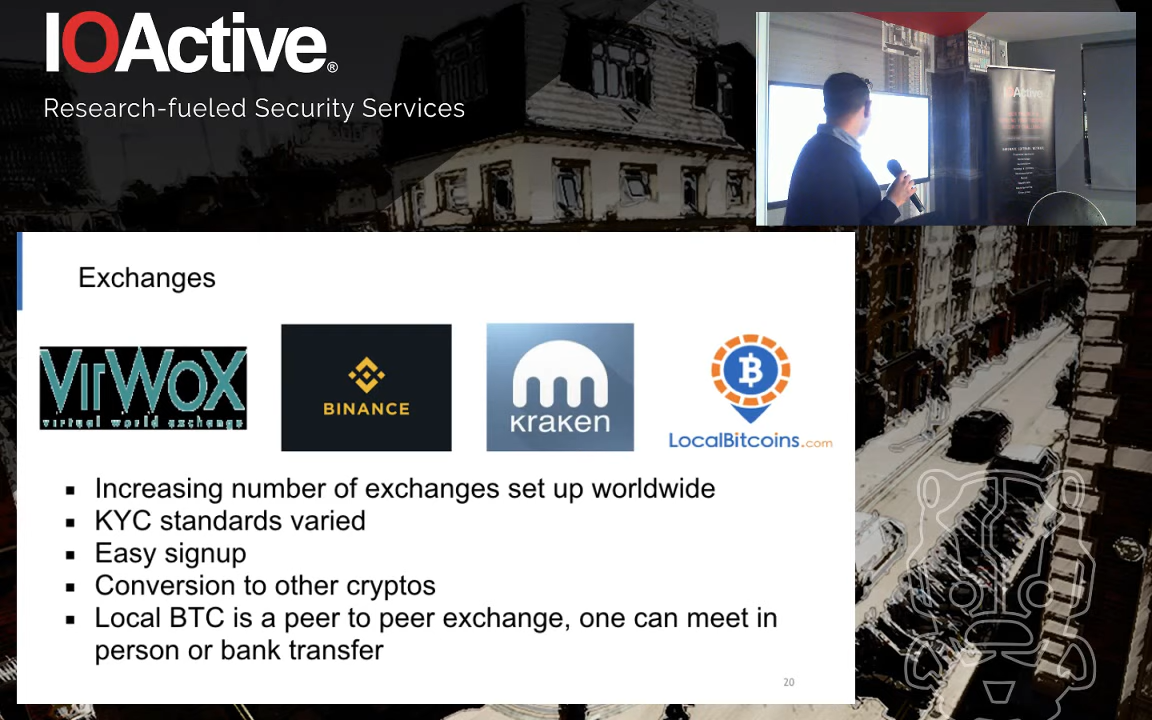 IOActive®
Research-fueled Security Services
IOActive
Exchanges
VirWoX
virtual world exchange
BINANCE
kraken
LocalBitcoins.com
▪ Increasing number of exchanges set up worldwide
▪ KYC standards varied
▪ Easy signup
▪ Conversion to other cryptos
▪ Local BTC is a peer to peer exchange, one can meet in
person or bank transfer
20